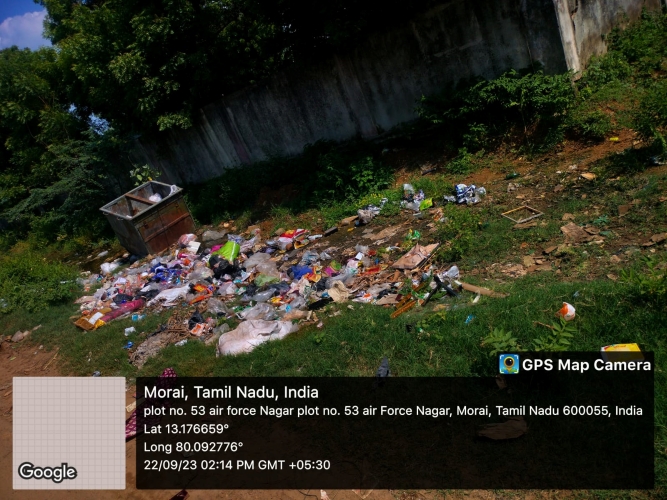 GPS Map Camera
Morai, Tamil Nadu, India
plot no. 53 air force Nagar plot no. 53 air Force Nagar, Morai, Tamil Nadu 600055, India
Lat 13.176659°
Long 80.092776°
22/09/23 02:14 PM GMT +05:30
Google